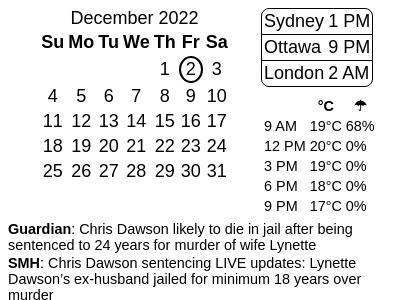 December 2022
Su Mo Tu We Th Fr Sa
1 2 3
4 5 6 7 8 9 10
11 12 13 14 15 16 17
18 19 20 21 22 23 24
25 26 27 28 29 30 31
Sydney 1 PM
Ottawa 9 PM
London 2 AM
°C ☂
9 AM 19°C 68%
12 PM 20°C 0%
3 PM 19°C 0%
6 PM 18°C 0%
9 PM 17°C 0%
Guardian: Chris Dawson likely to die in jail after being
sentenced to 24 years for murder of wife Lynette
SMH: Chris Dawson sentencing LIVE updates: Lynette
Dawson’s ex-husband jailed for minimum 18 years over
murder